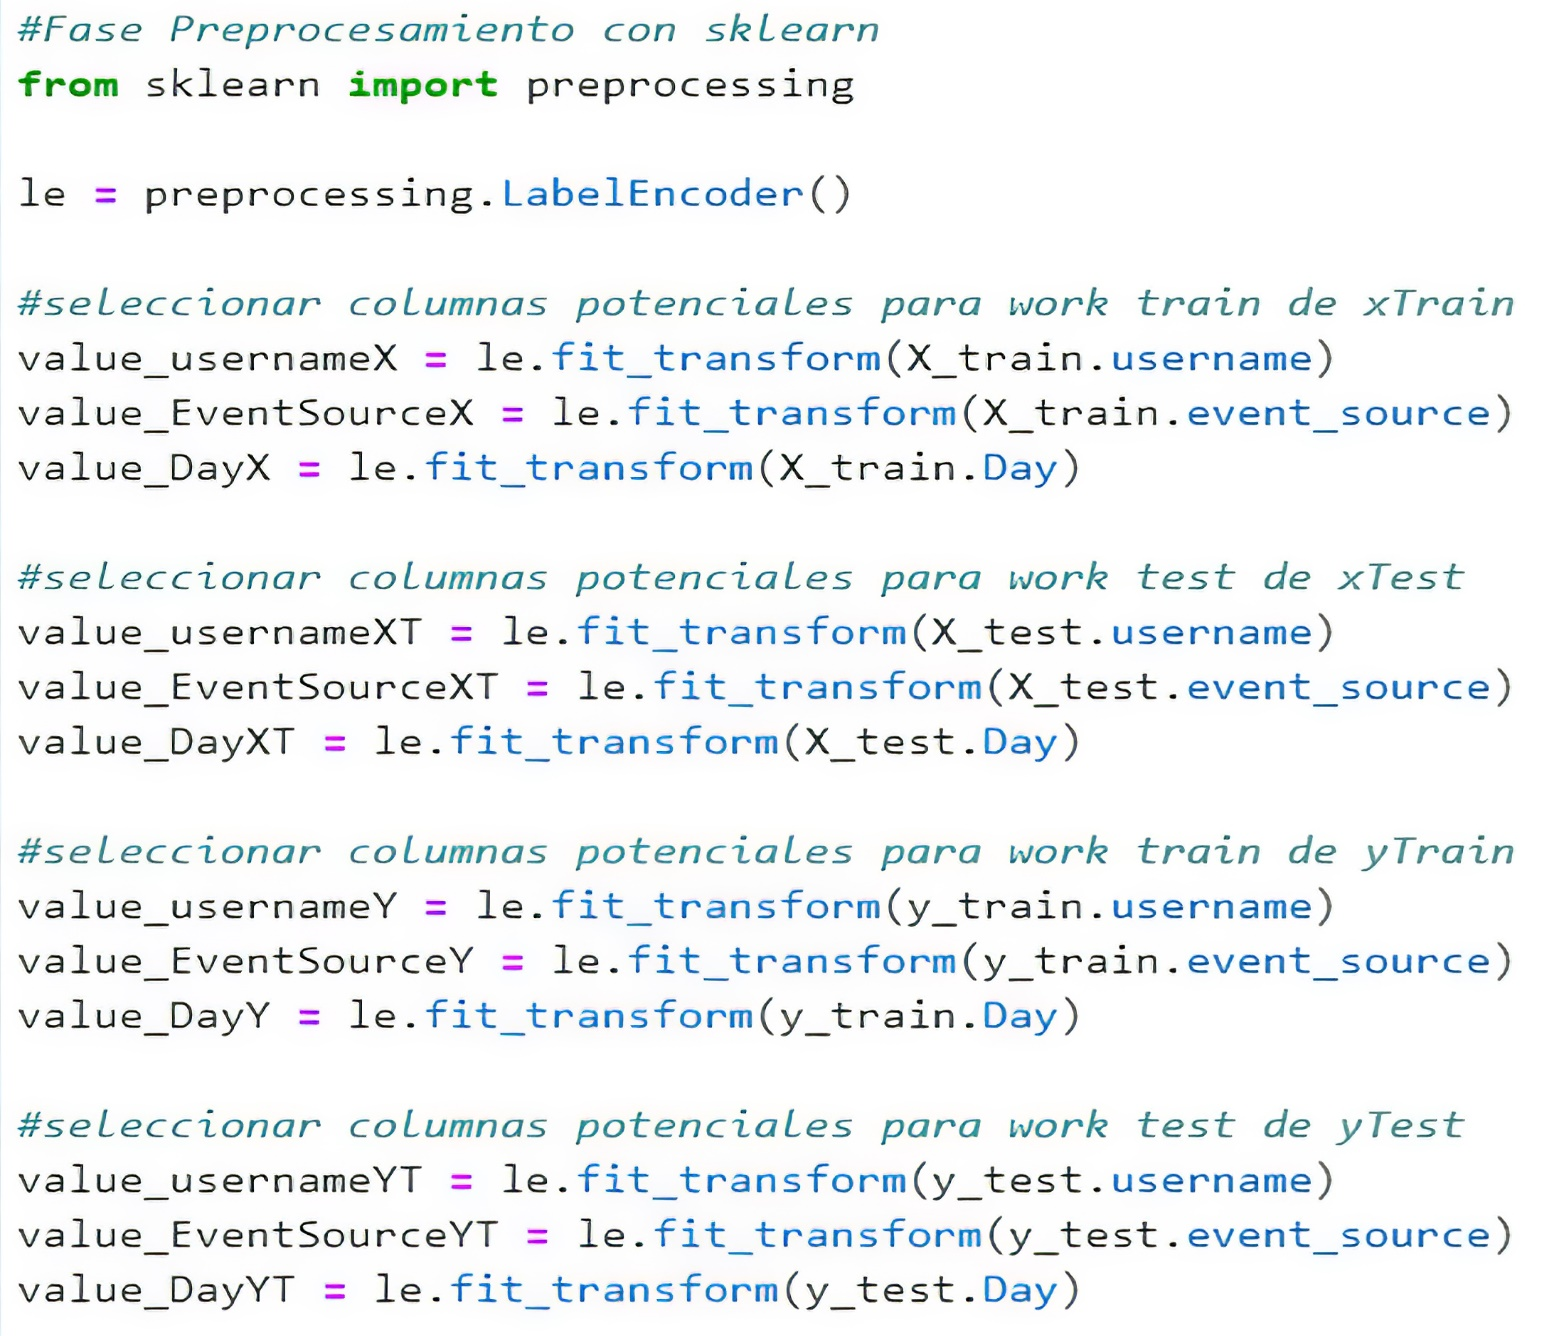 #Fase Preprocesamiento con sklearn
from sklearn import preprocessing
le = preprocessing.LabelEncoder()
#seleccionar columnas potenciales para work train de xTrain
value_usernameX = le.fit_transform(X_train.username)
value_EventSourceX = le.fit_transform(X_train.event_source)
value_DayX = le.fit_transform(X_train.Day)
#seleccionar columnas potenciales para work test de xTest
value_usernameXT = le.fit_transform(X_test.username)
value_EventSourceXT = le.fit_transform(X_test.event_source)
value_DayXT = le.fit_transform(X_test.Day)
#seleccionar columnas potenciales para work train de yTrain
value_usernameY = le.fit_transform(y_train.username)
value_EventSourceY = le.fit_transform(y_train.event_source)
value_DayY = le.fit_transform(y_train.Day)
#seleccionar columnas potenciales para work test de yTest
value_usernameYT = le.fit_transform(y_test.username)
value_EventSourceYT = le.fit_transform(y_test.event_source)
value_DayYT = le.fit_transform(y_test.Day)